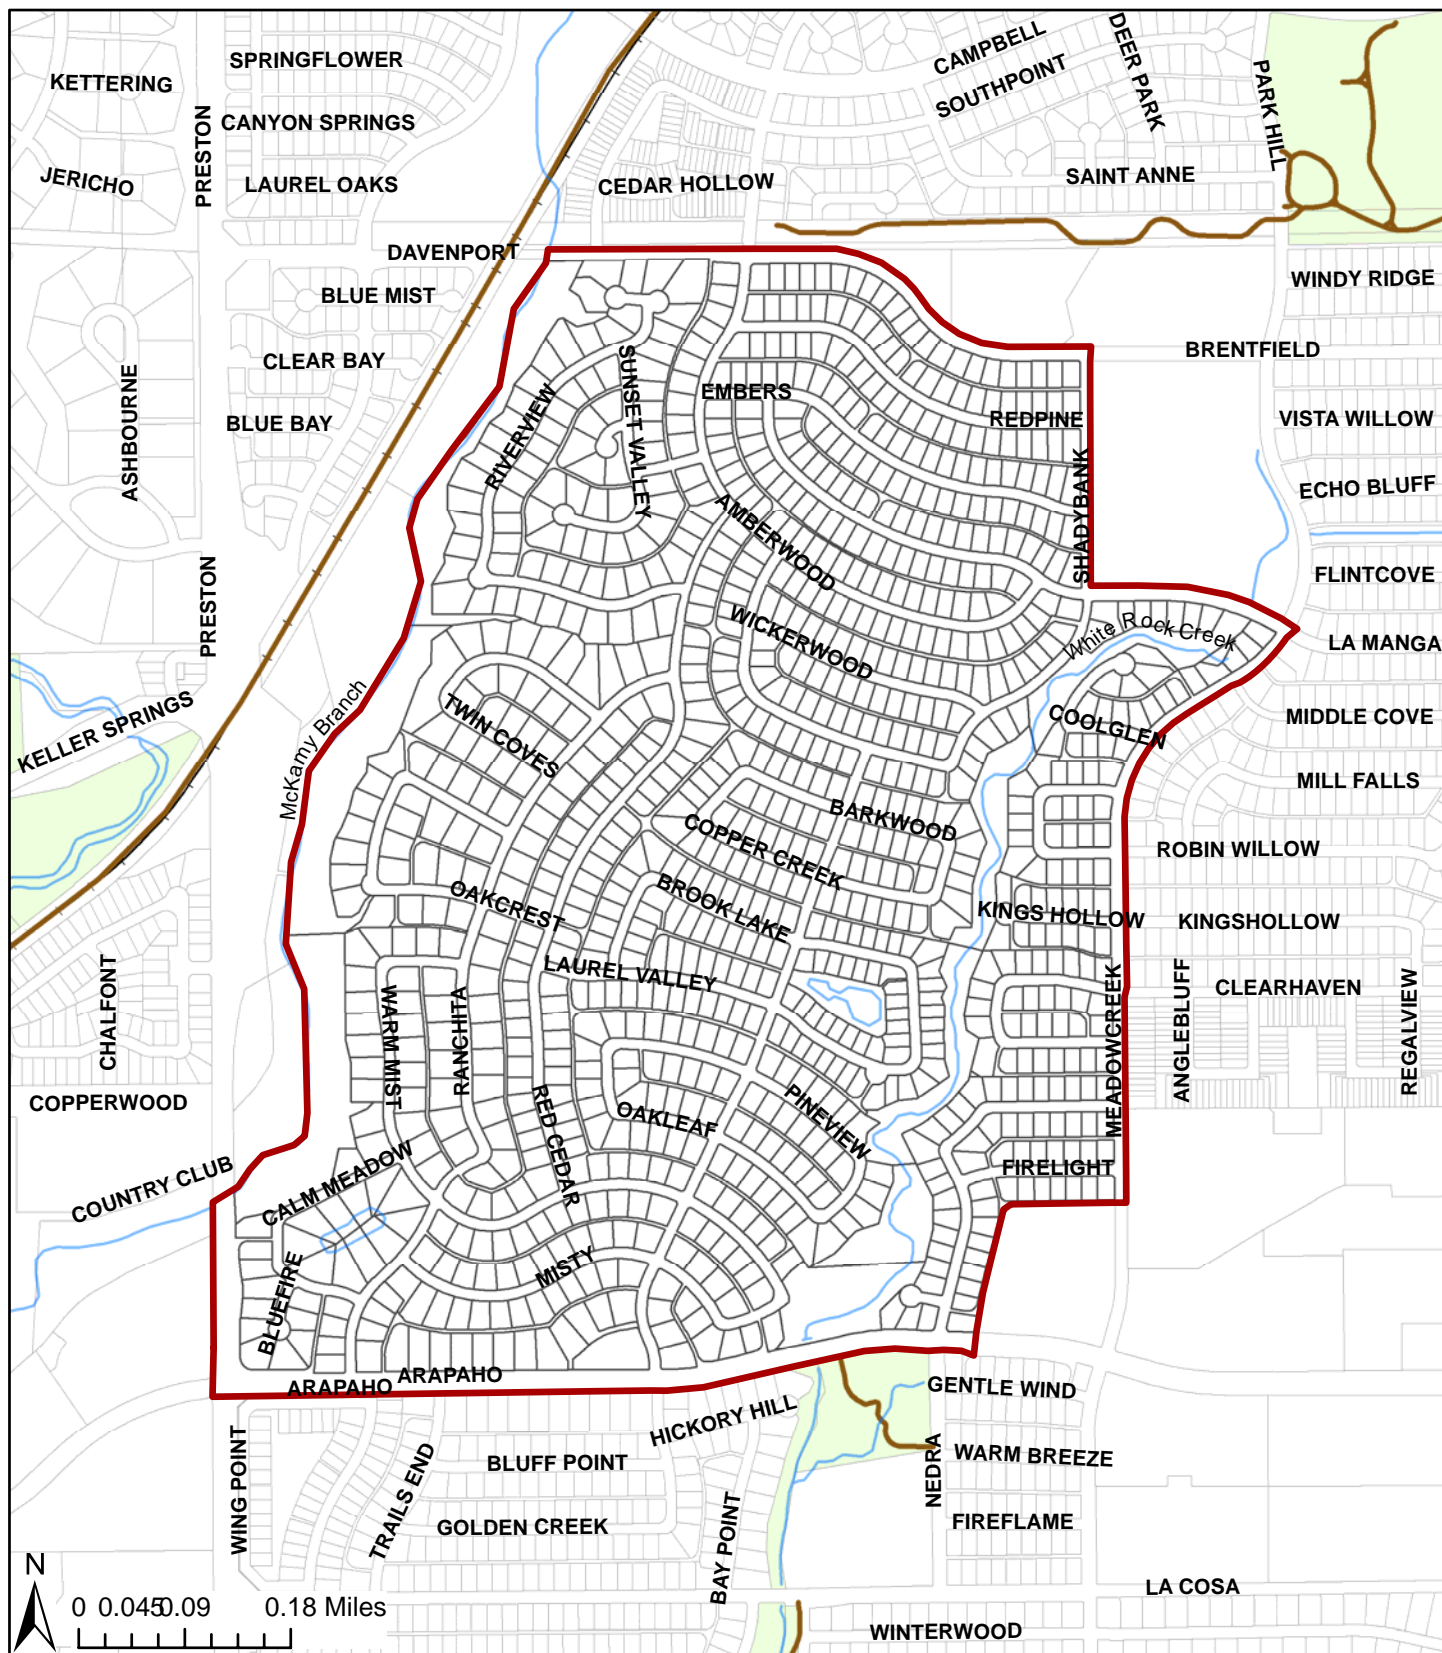 CAMPBELL
DEER PARK
SPRINGFLOWER
KETTERING
SOUTHPOINT
PARK HILL
CANYON SPRINGS
PRESTON
JERICHO
LAUREL OAKS
CEDAR HOLLOW
SAINT ANNE
DAVENPORT
WINDY RIDGE
BLUE MIST
BRENTFIELD
CLEAR BAY
ASHBOURNE
SUNSET VALLEY
EMBERS
REDPINE
VISTA WILLOW
BLUE BAY
RIVERVIEW
SHADYBANK
ECHO BLUFF
AMBERWOOD
FLINTCOVE
PRESTON
WICKERWOOD
White Rock Creek
LA MANGA
KELLER SPRINGS
McKamy Branch
TWIN COVES
COOLGLEN
MIDDLE COVE
MILL FALLS
BARKWOOD
COPPER CREEK
ROBIN WILLOW
OAKCREST
BROOK LAKE
KINGS HOLLOW
KINGSHOLLOW
LAUREL VALLEY
CHALFONT
WARM MIST
RANCHITA
MEADOWCREEK
ANGLEBLUFF
CLEARHAVEN
REGALVIEW
COPPERWOOD
RED CEDAR
OAKLEAF
PINEVIEW
COUNTRY CLUB
CALM MEADOW
FIRELIGHT
BLUEFIRE
MISTY
ARAPAHO
ARAPAHO
GENTLE WIND
HICKORY HILL
WING POINT
TRAILS END
BLUFF POINT
NEDRA
WARM BREEZE
GOLDEN CREEK
BAY POINT
FIREFLAME
N
LA COSA
0 0.045 0.09 0.18 Miles
WINTERWOOD